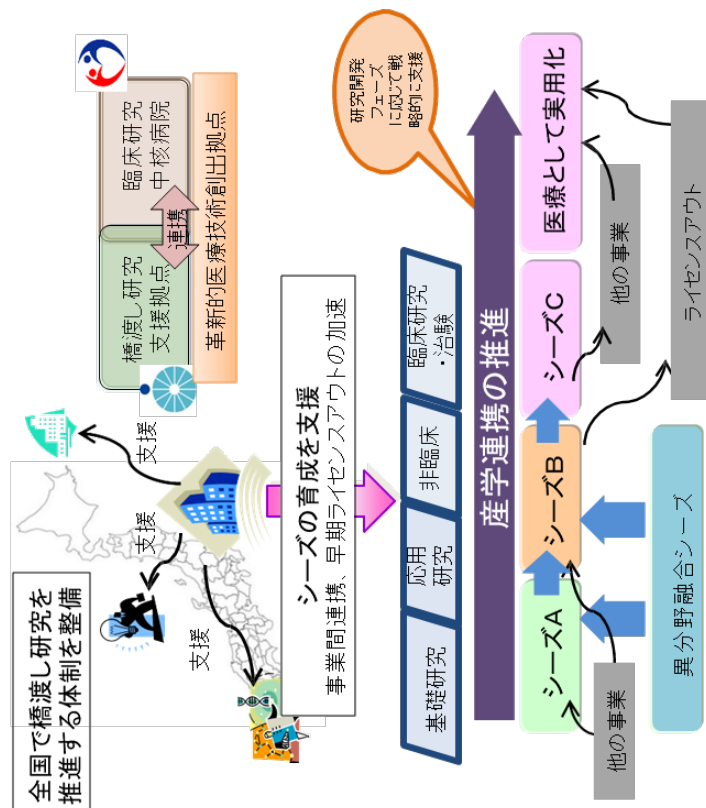 全国で橋渡し研究を
推進する体制を整備
支援
支援
支援
橋渡し研究
支援拠点
連携
臨床研究
中核病院
革新的医療技術創出拠点
シーズの育成を支援
事業間連携、早期ライセンスアウトの加速
基礎研究
応用
研究
非臨床
臨床研究
・治験
研究開発
フェーズ
に応じて戦
略的に支援
産学連携の推進
シーズA
シーズB
シーズC
医療として実用化
他の事業
他の事業
異分野融合シーズ
ライセンスアウト